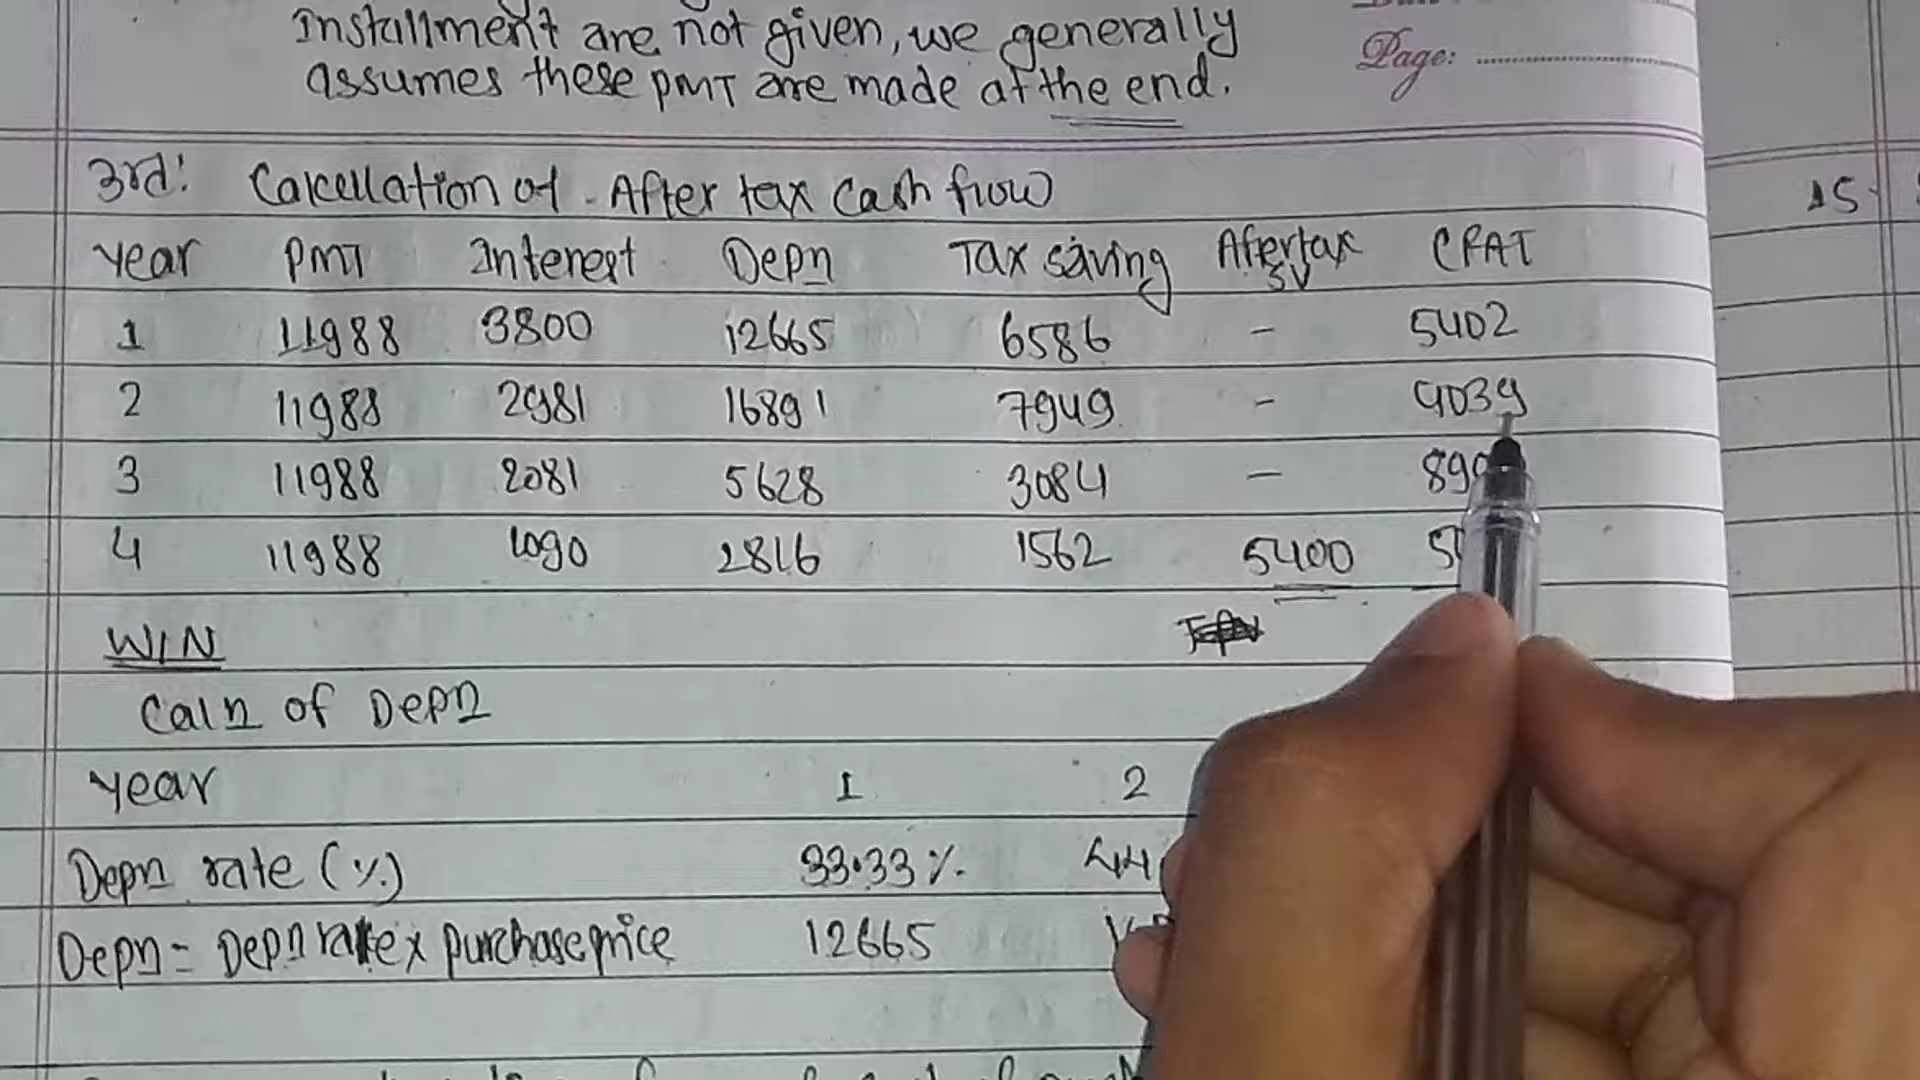 Installment are not given, we generally
assumes these PMT are made at the end.
Page:
3rd: Calcullation of After tax cash flow
Year PMT Interest Depn Tax saving Aftertax SV CFAT
1 11988 3800 12665 6586 - 5402
2 11988 2981 16891 7949 - 4039
3 11988 2081 5628 3084 -
4 11988 1090 2816 1562 5400
W/N
Caln of Depn
Year 1 2
Depn rate (%) 33.33%
Depn = Depn rate x purchase price 12665
15